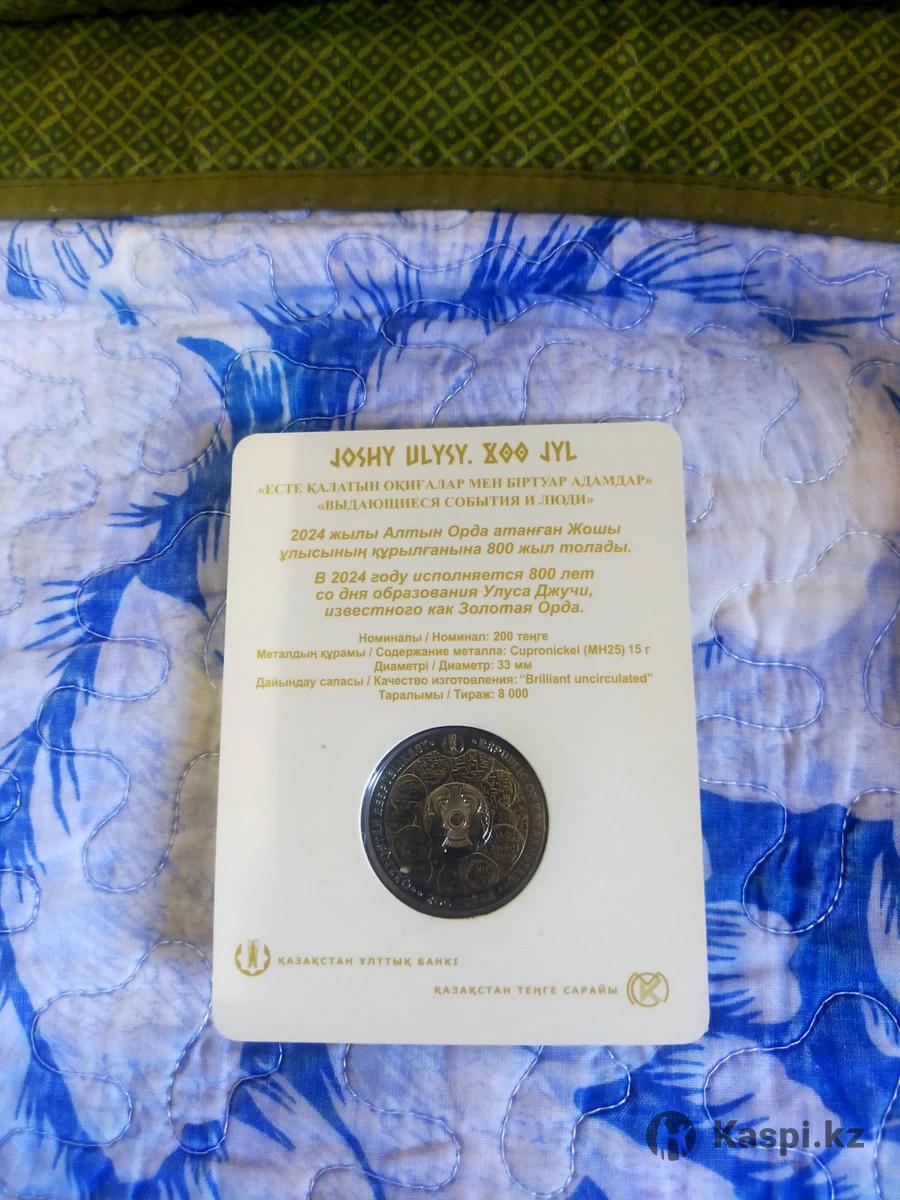 JOSHY ULYSY. 800 JYL
«ЕСТЕ ҚАЛАТЫН ОҚИҒАЛАР МЕН БІРТУАР АДАМДАР»
«ВЫДАЮЩИЕСЯ СОБЫТИЯ И ЛЮДИ»
2024 жылы Алтын Орда атанған Жошы
ұлысының құрылғанына 800 жыл толады.
В 2024 году исполняется 800 лет
со дня образования Улуса Джучи,
известного как Золотая Орда.
Номиналы / Номинал: 200 теңге
Металдың құрамы / Содержание металла: Cupronickel (МН25) 15 г
Диаметрі / Диаметр: 33 мм
Дайындау сапасы / Качество изготовления: “Brilliant uncirculated”
Таралымы / Тираж: 8 000
ҚАЗАҚСТАН ҰЛТТЫҚ БАНКІ
ҚАЗАҚСТАН ТЕҢГЕ САРАЙЫ
Kaspi.kz